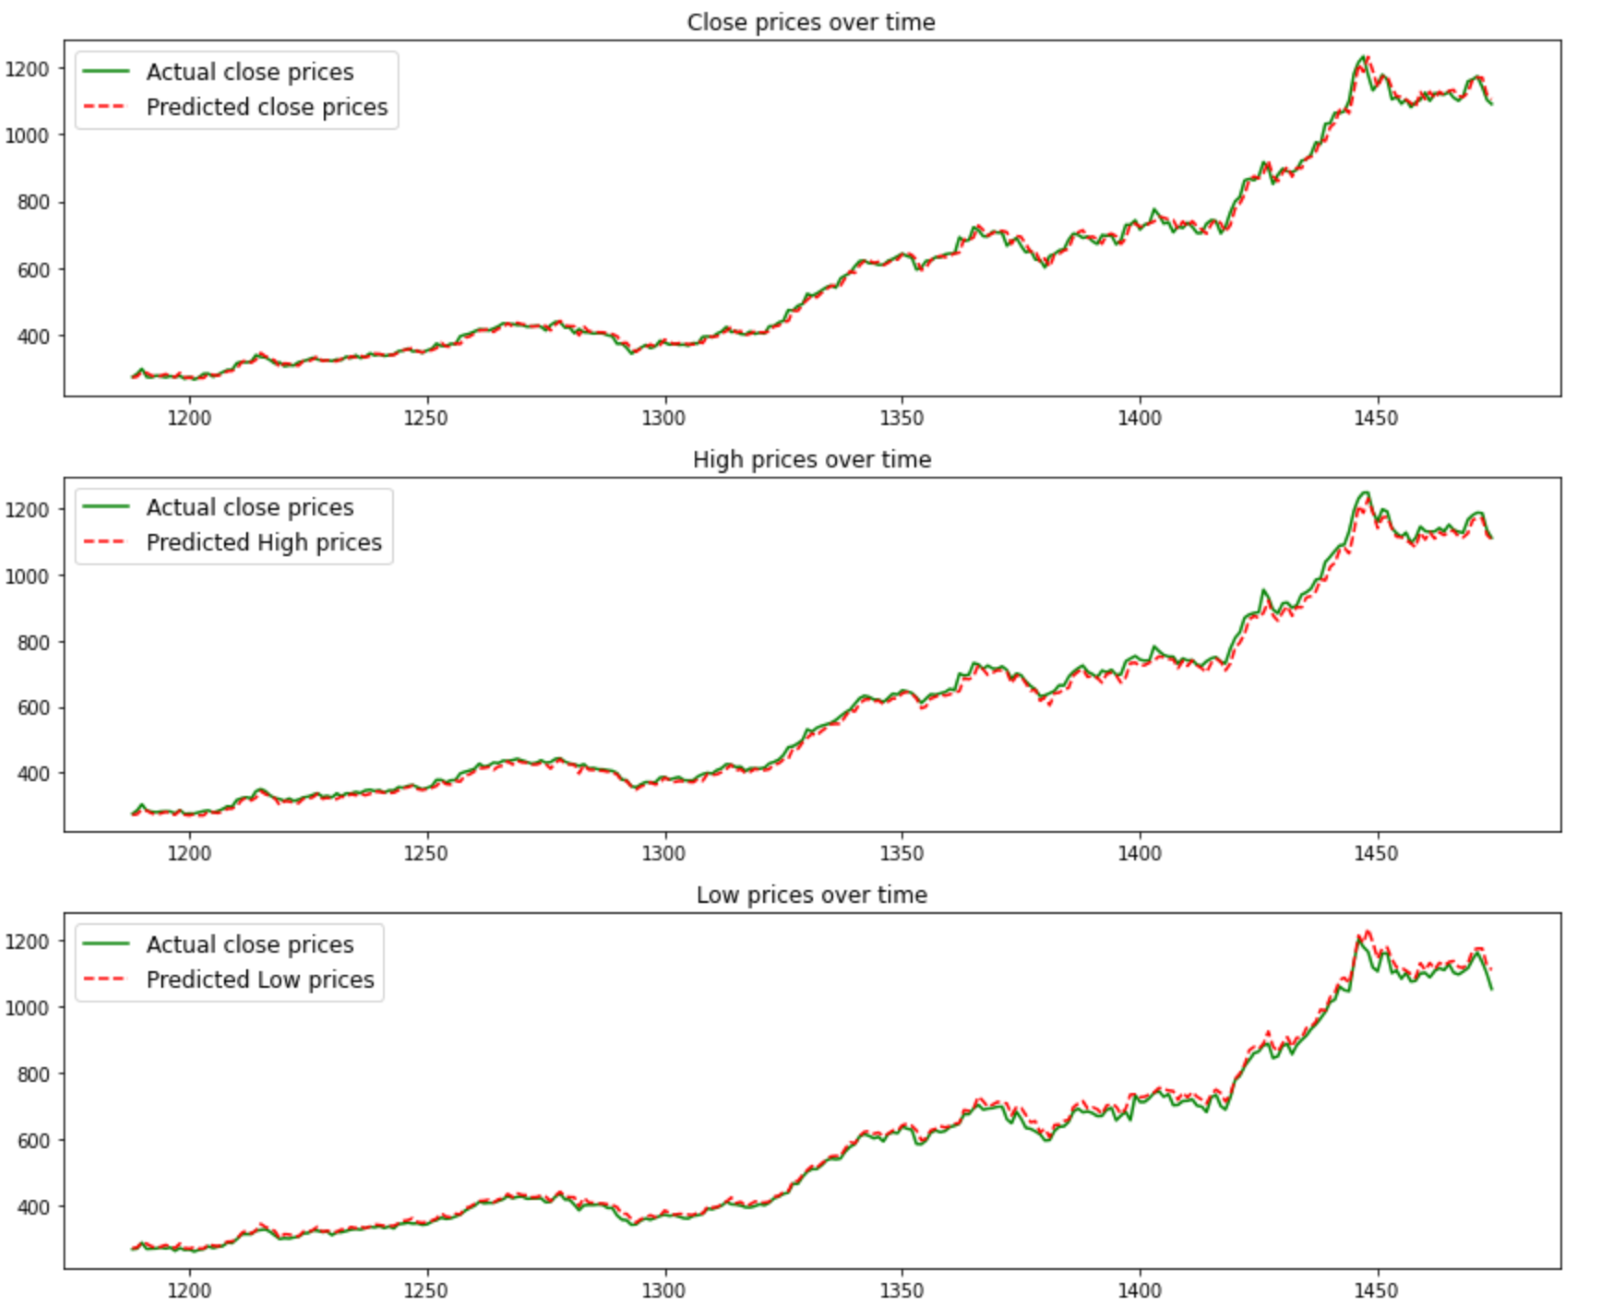 Close prices over time
1200
1000
800
600
400
Actual close prices
Predicted close prices
1200 1250 1300 1350 1400 1450
High prices over time
1200
1000
800
600
400
Actual close prices
Predicted High prices
1200 1250 1300 1350 1400 1450
Low prices over time
1200
1000
800
600
400
Actual close prices
Predicted Low prices
1200 1250 1300 1350 1400 1450